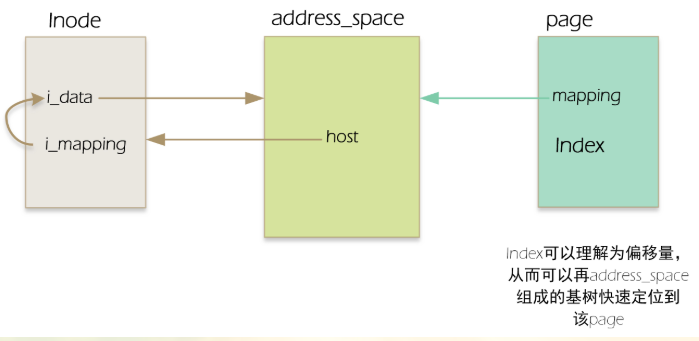 Inode
address_space
page
i_data
mapping
host
i_mapping
Index
Index可以理解为偏移量，
从而可以再address_space
组成的基树快速定位到
该page